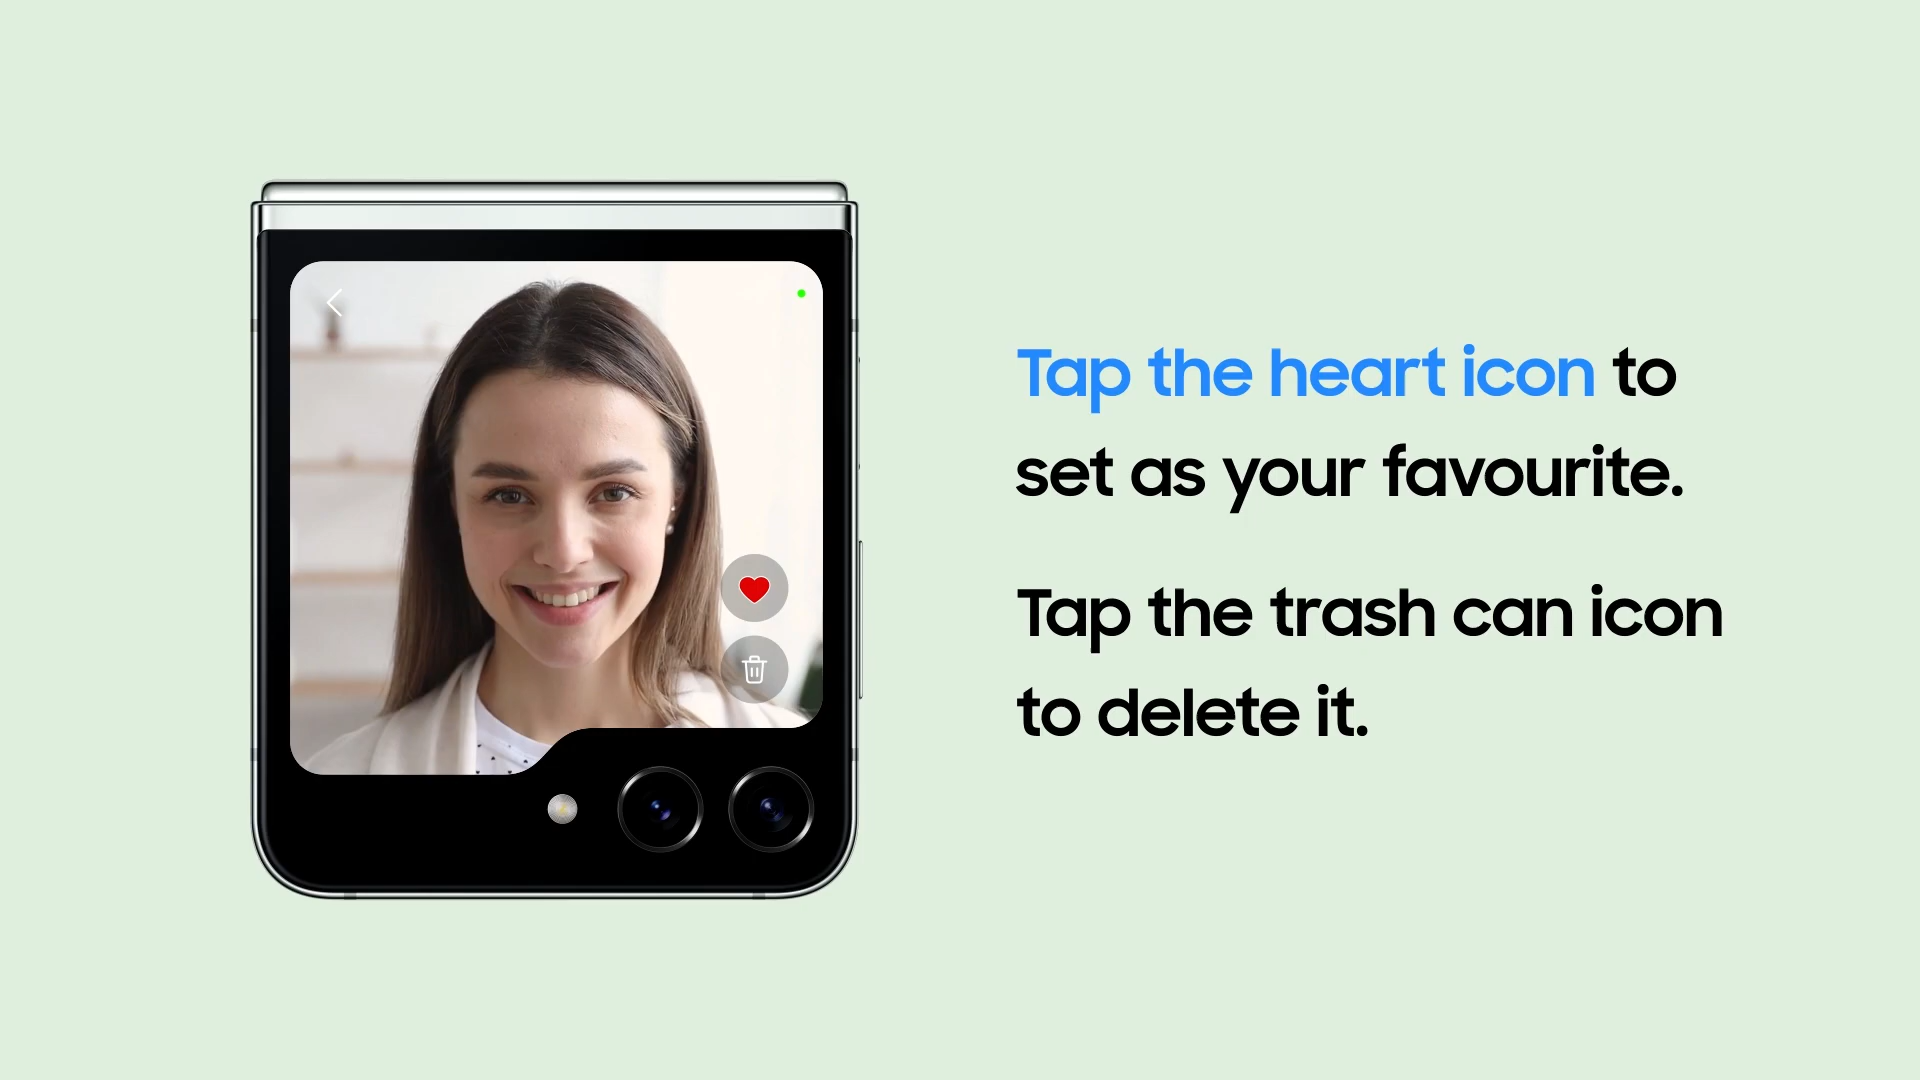 Tap the heart icon to
set as your favourite.
Tap the trash can icon
to delete it.